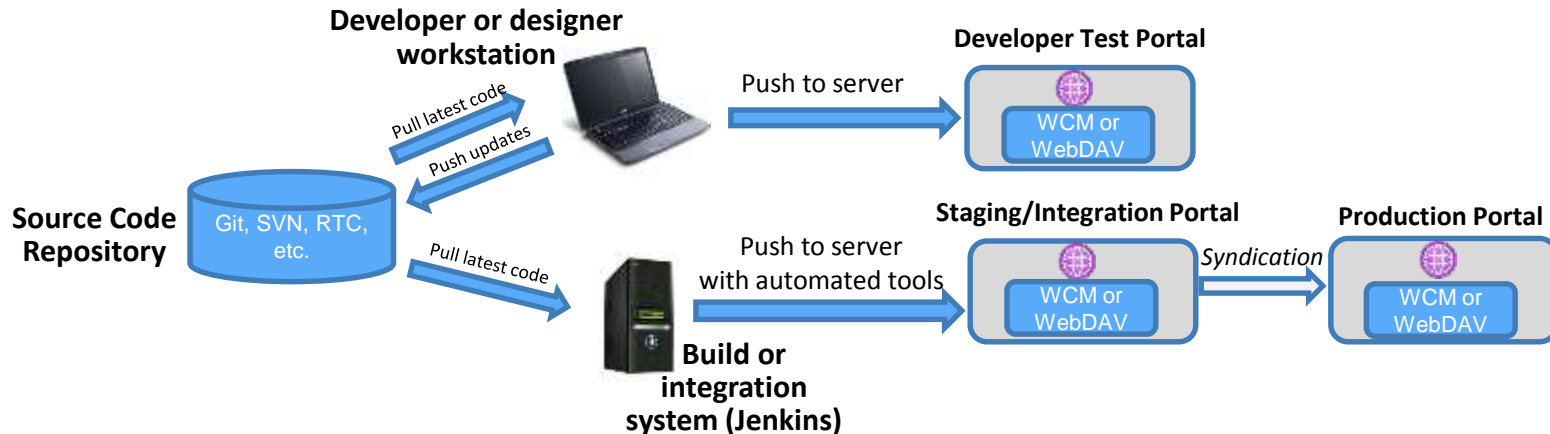 Developer or designer
workstation
Pull latest code
Push updates
Push to server
Developer Test Portal
WCM or
WebDAV
Source Code
Repository
Git, SVN, RTC,
etc.
Pull latest code
Build or
integration
system (Jenkins)
Push to server
with automated tools
Staging/Integration Portal
WCM or
WebDAV
Syndication
Production Portal
WCM or
WebDAV